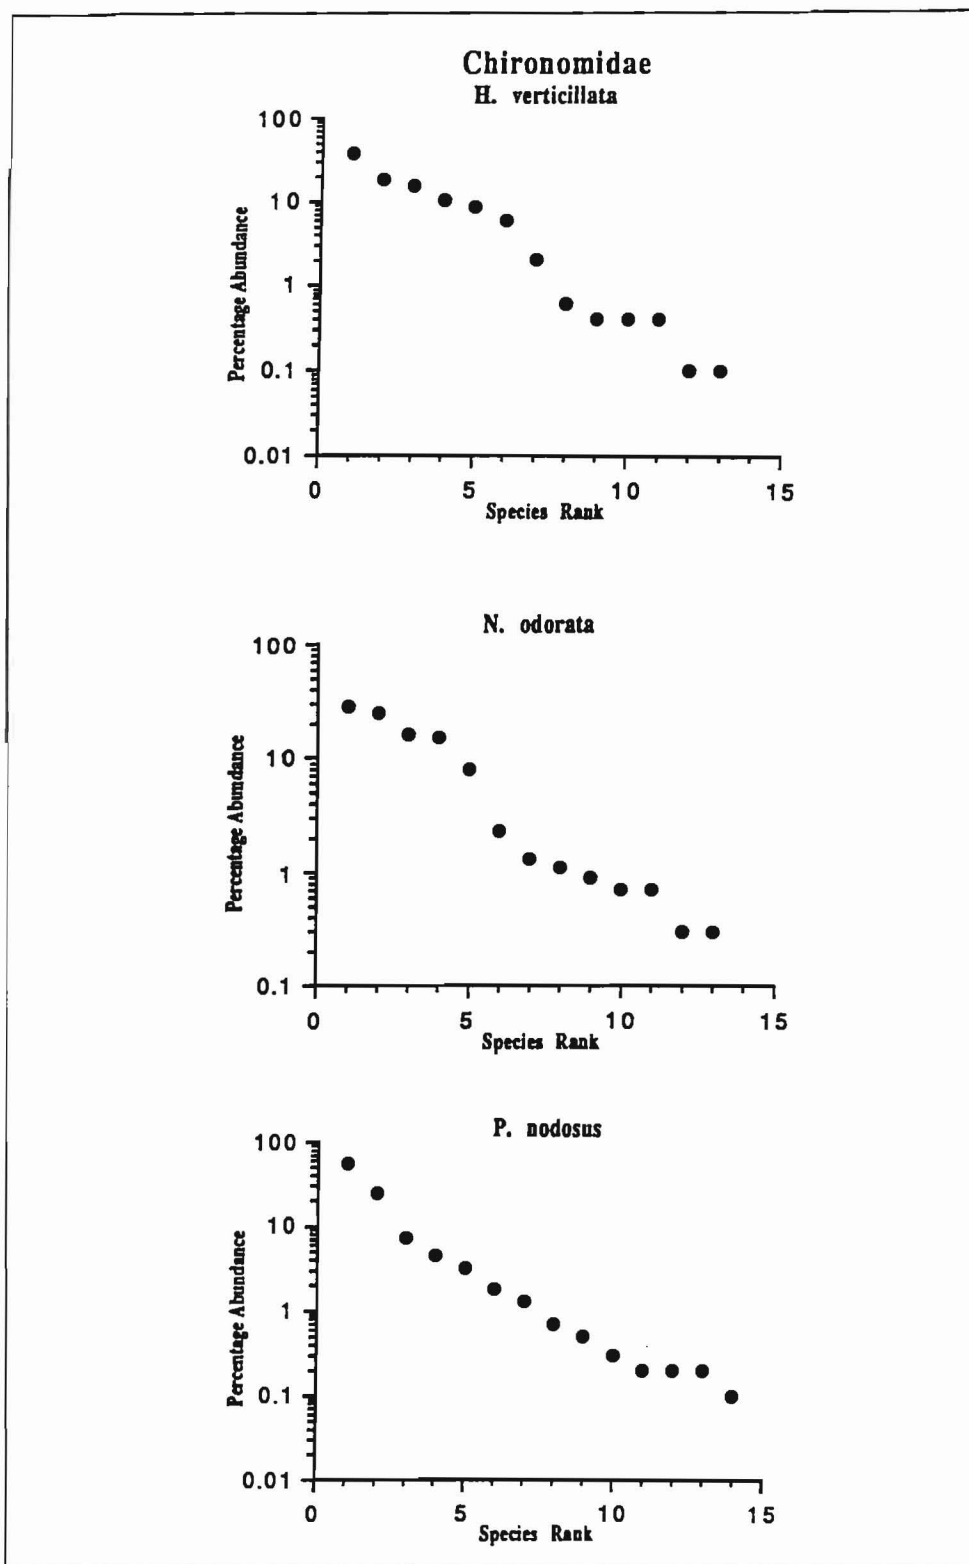 Chironomidae
H. verticillata
100
10
1
0.1
0.01
Percentage Abundance
0 5 10 15
Species Rank
N. odorata
100
10
1
0.1
Percentage Abundance
0 5 10 15
Species Rank
P. nodosus
100
10
1
0.1
0.01
Percentage Abundance
0 5 10 15
Species Rank